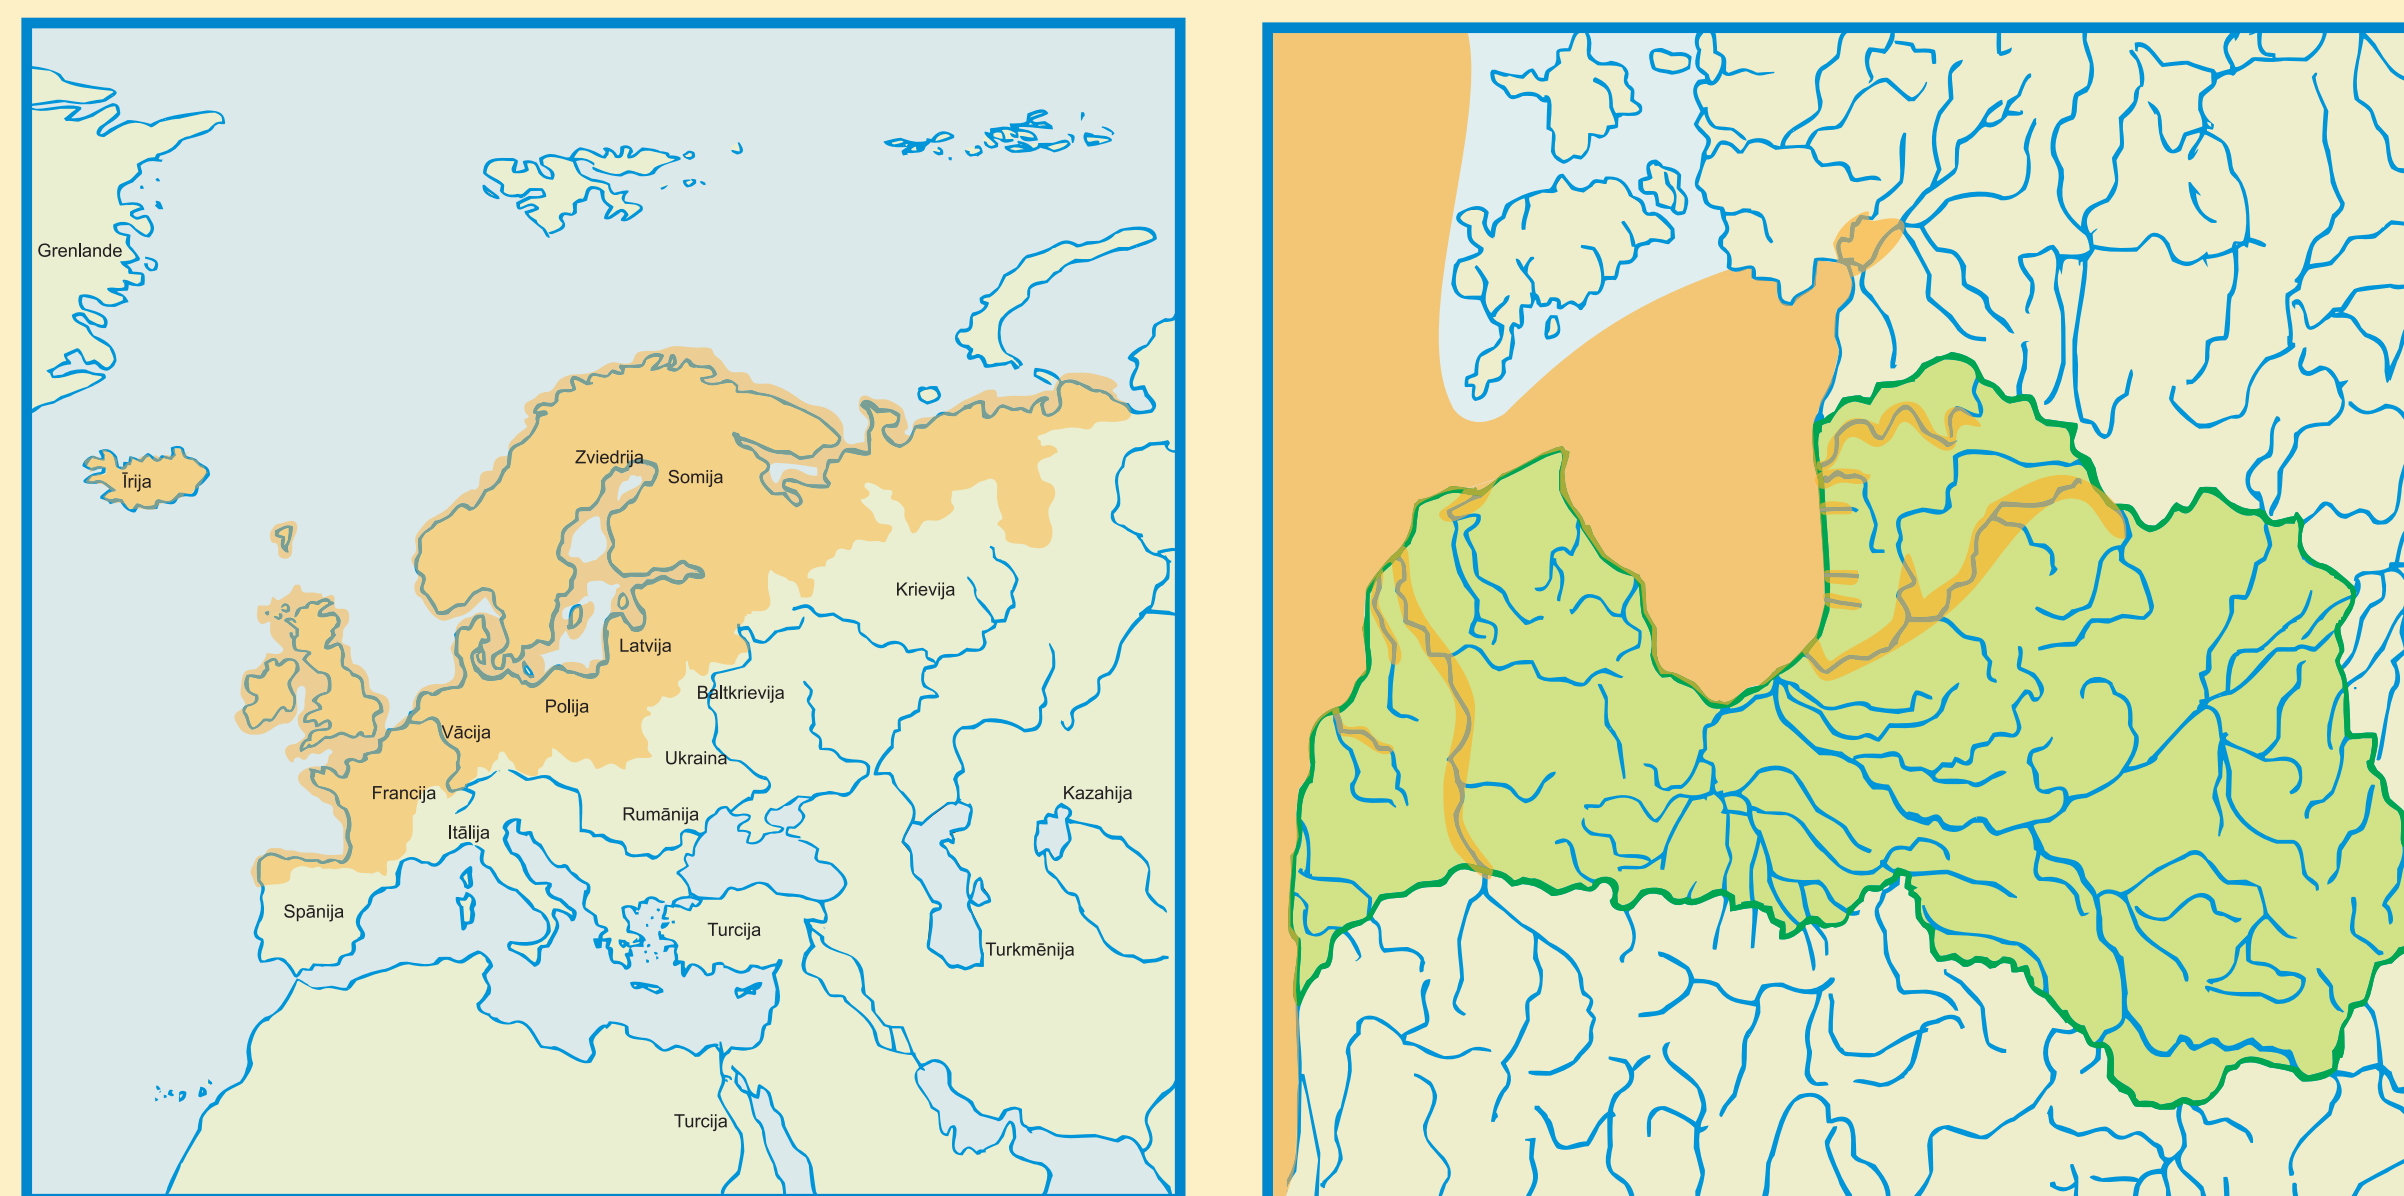 Grenlande
Īrija
Zviedrija
Somija
Krievija
Latvija
Baltkrievija
Polija
Vācija
Ukraina
Francija
Rumānija
Kazahija
Itālija
Spānija
Turcija
Turkmēnija
Turcija